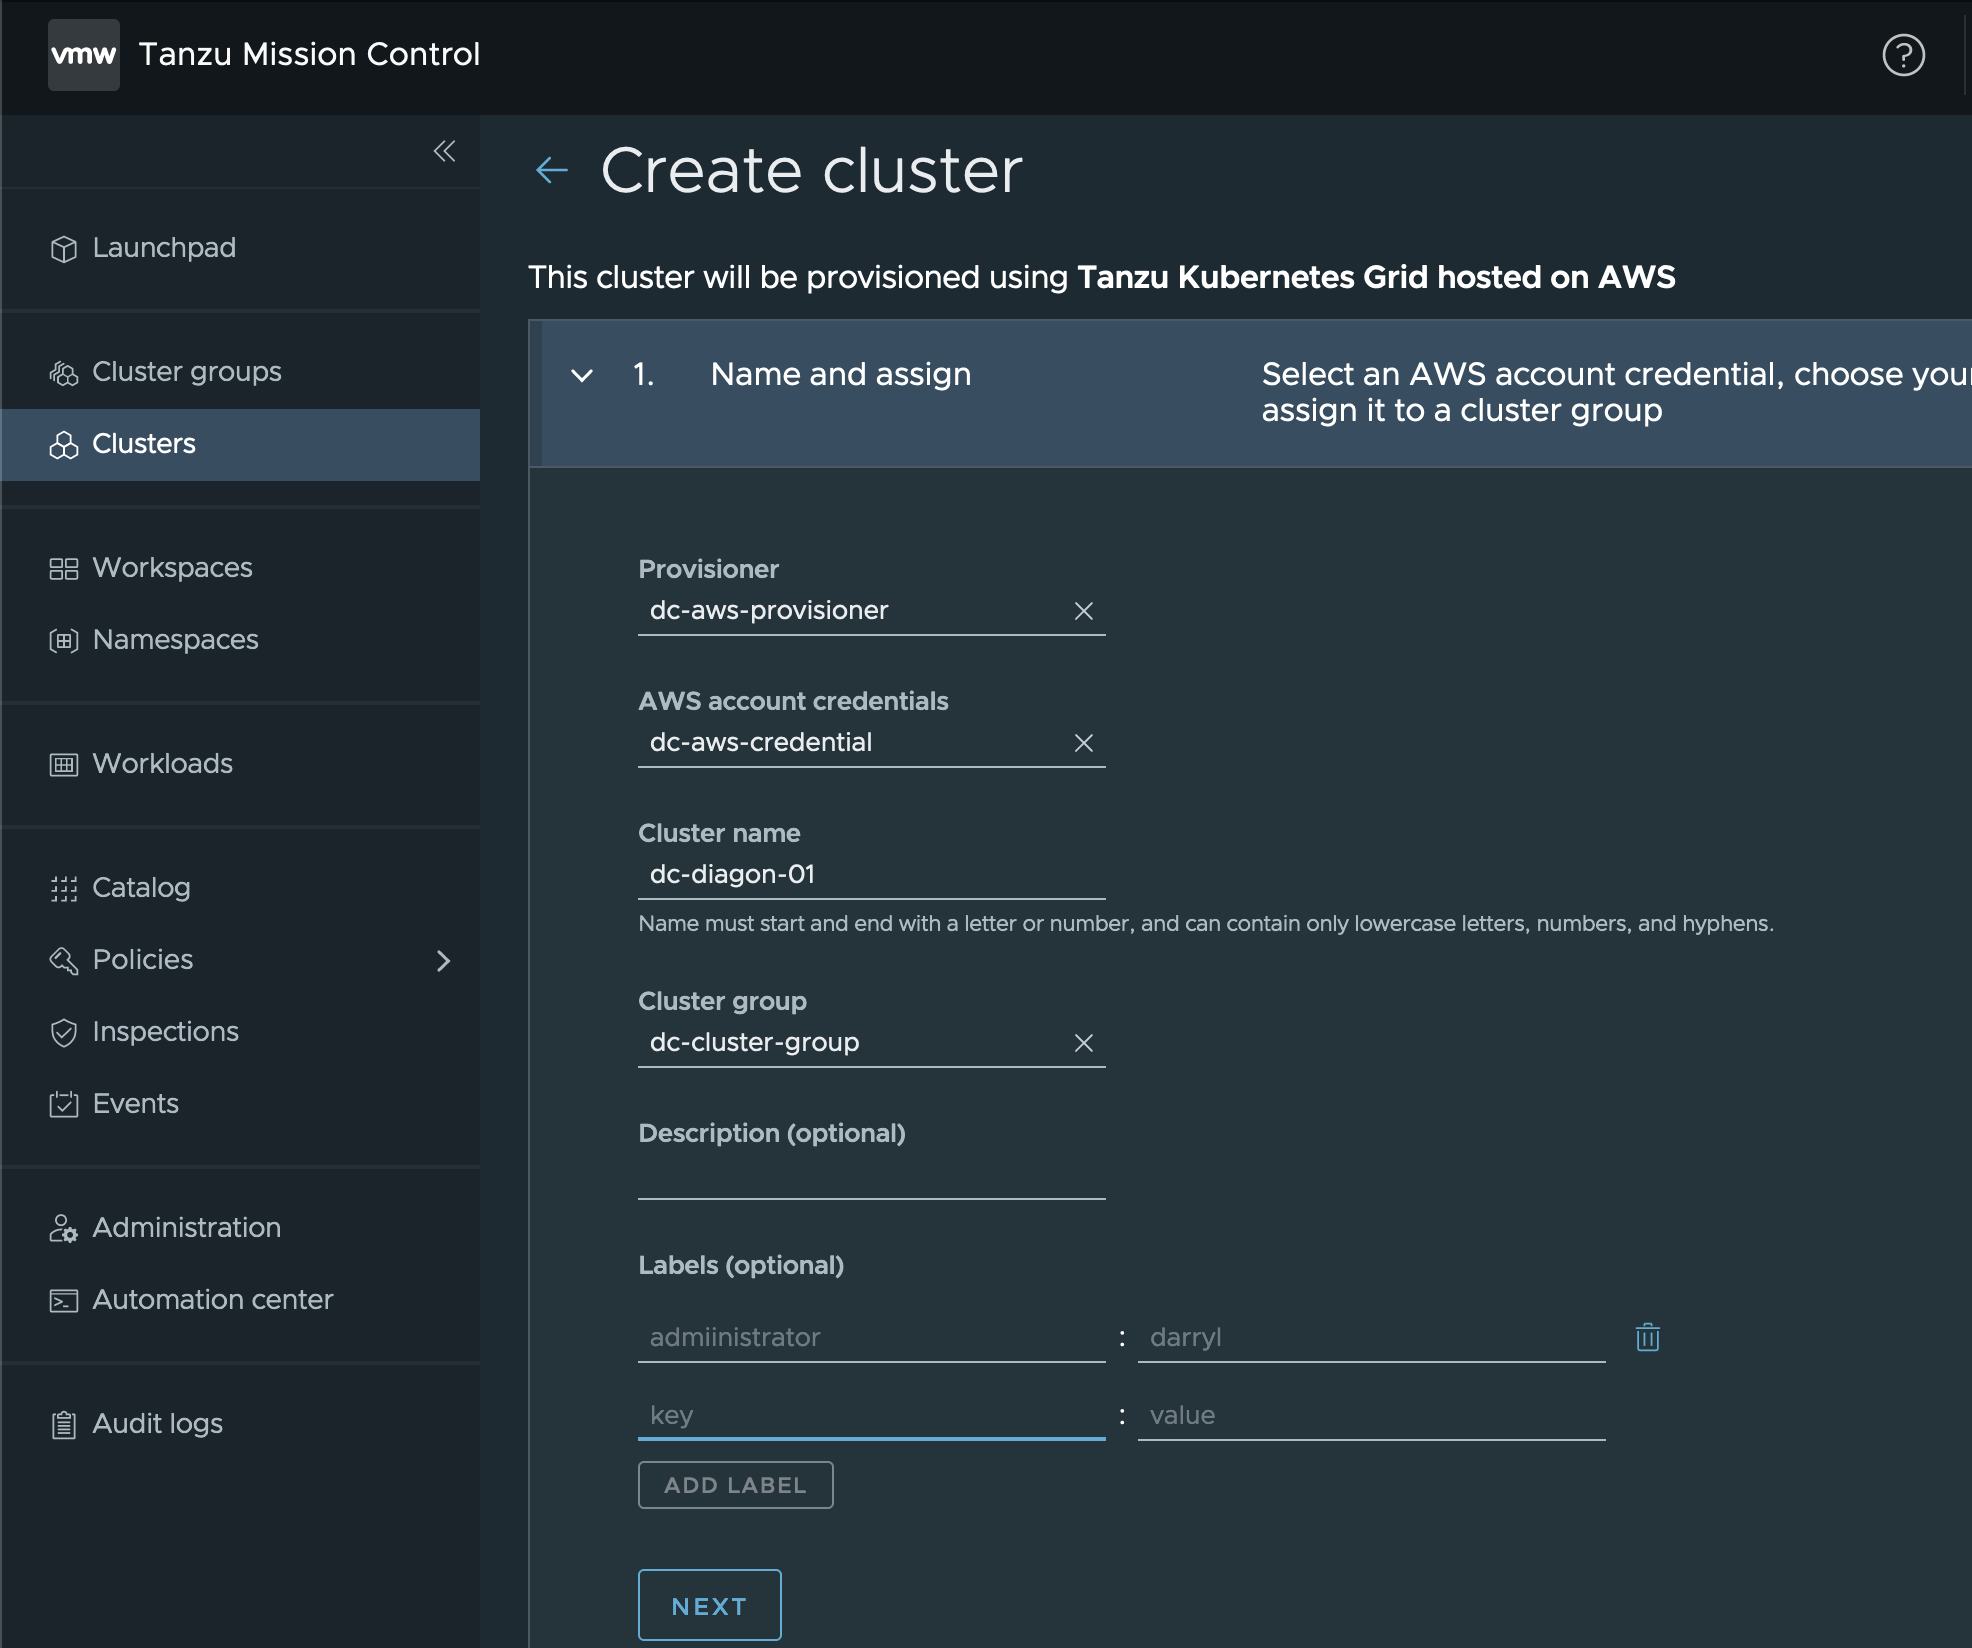 vmw Tanzu Mission Control
Launchpad
Cluster groups
Clusters
Workspaces
Namespaces
Workloads
Catalog
Policies
Inspections
Events
Administration
Automation center
Audit logs
Create cluster
This cluster will be provisioned using Tanzu Kubernetes Grid hosted on AWS
1. Name and assign
Select an AWS account credential, choose your
assign it to a cluster group
Provisioner
dc-aws-provisioner
AWS account credentials
dc-aws-credential
Cluster name
dc-diagon-01
Name must start and end with a letter or number, and can contain only lowercase letters, numbers, and hyphens.
Cluster group
dc-cluster-group
Description (optional)
Labels (optional)
admiinistrator : darryl
key : value
ADD LABEL
NEXT